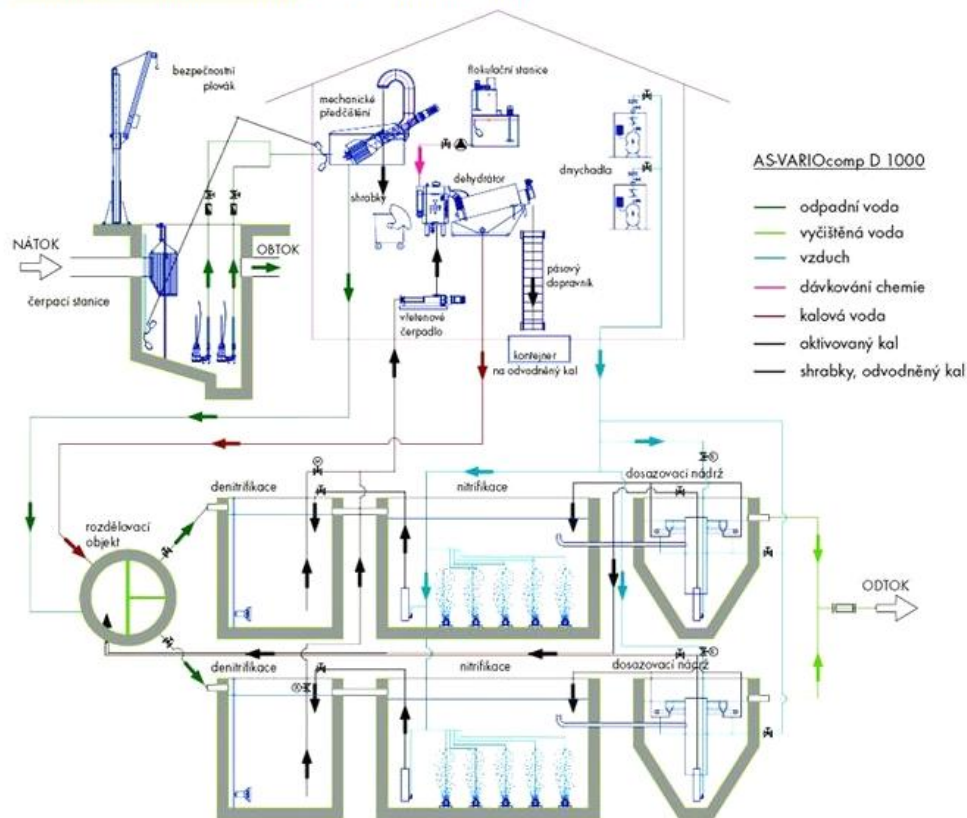 bezpečnostní
plovák
mechanické
předčištění
flokulační stanice
dmychadla
dehydrátor
shrabky
NÁTOK
OBTOK
čerpací stanice
vřetenové
čerpadlo
pásový
dopravník
kontejner
na odvodněný kal
AS-VARIOcomp D 1000
odpadní voda
vyčištěná voda
vzduch
dávkování chemie
kalová voda
aktivovaný kal
shrabky, odvodněný kal
denitrifikace
nitrifikace
dosazovací nádrž
rozdělovací
objekt
ODTOK
denitrifikace
nitrifikace
dosazovací nádrž